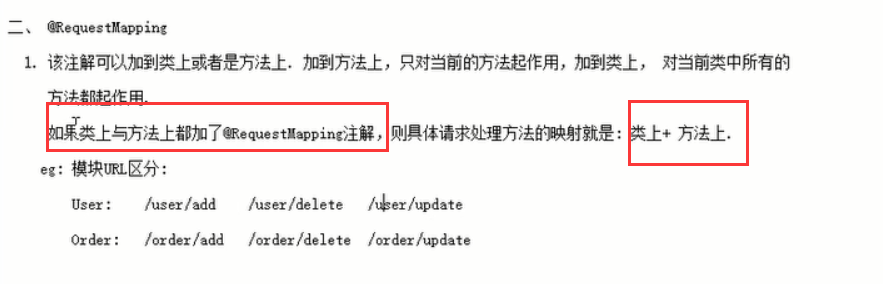 二、 @RequestMapping
1. 该注解可以加到类上或者是方法上. 加到方法上，只对当前的方法起作用，加到类上， 对当前类中所有的
方法都起作用.
如果类上与方法上都加了@RequestMapping注解，则具体请求处理方法的映射就是: 类上+ 方法上.
eg: 模块URL区分:
User: /user/add /user/delete /user/update
Order: /order/add /order/delete /order/update